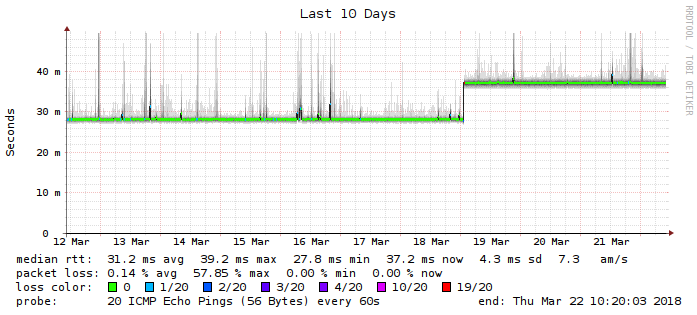 Last 10 Days
RRDTOOL / TOBI OETIKER
Seconds
40 m
30 m
20 m
10 m
0
12 Mar 13 Mar 14 Mar 15 Mar 16 Mar 17 Mar 18 Mar 19 Mar 20 Mar 21 Mar
median rtt: 31.2 ms avg 39.2 ms max 27.8 ms min 37.2 ms now 4.3 ms sd 7.3 am/s
packet loss: 0.14 % avg 57.85 % max 0.00 % min 0.00 % now
loss color: 0 1/20 2/20 3/20 4/20 10/20 19/20
probe: 20 ICMP Echo Pings (56 Bytes) every 60s end: Thu Mar 22 10:20:03 2018